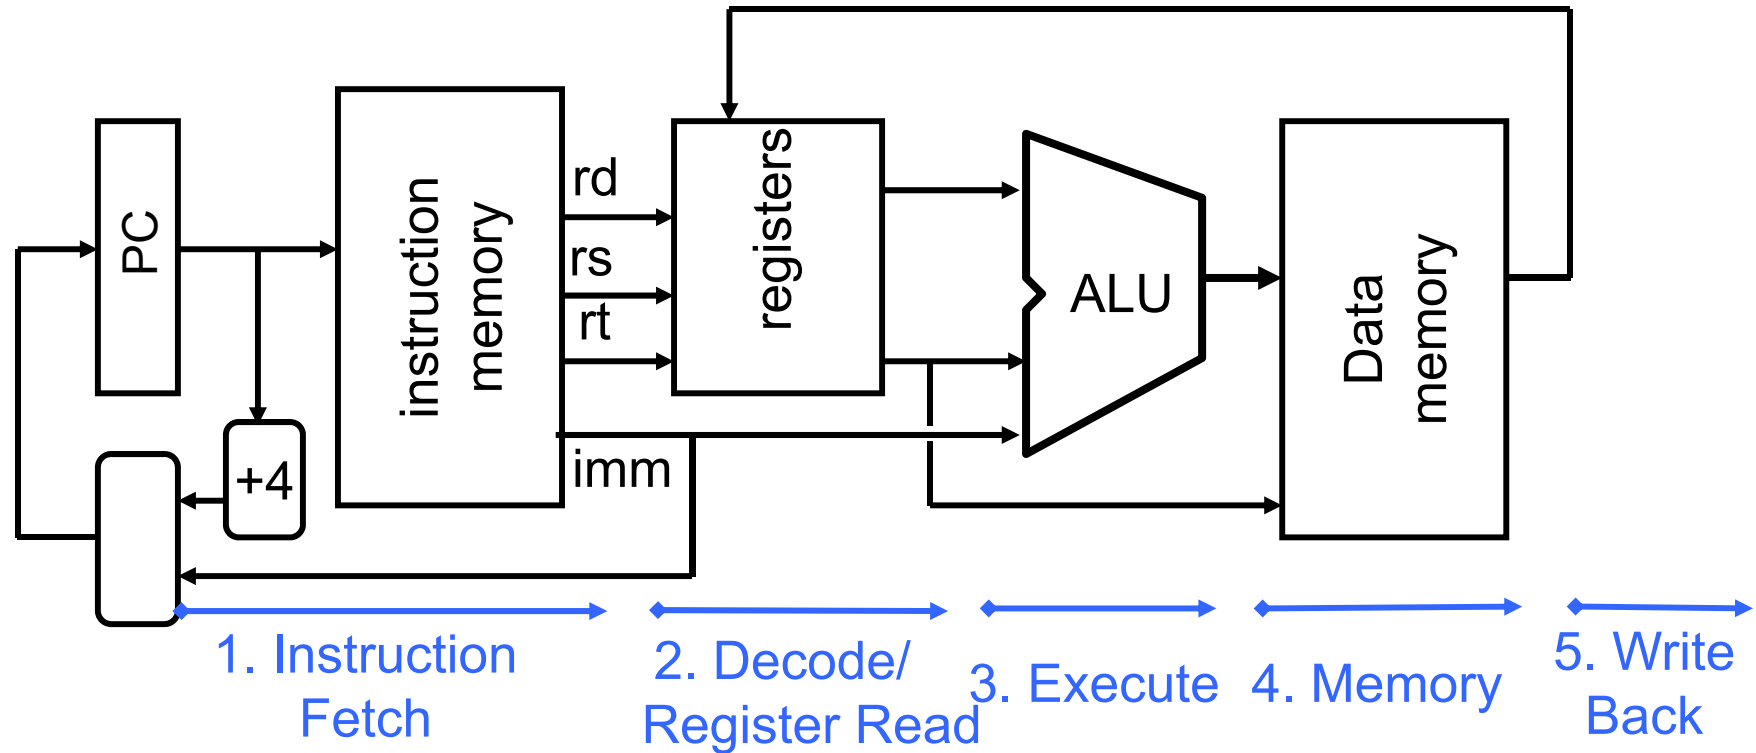 PC
+4
instruction
memory
rd
rs
rt
imm
registers
ALU
Data
memory
1. Instruction
Fetch
2. Decode/
Register Read
3. Execute
4. Memory
5. Write
Back